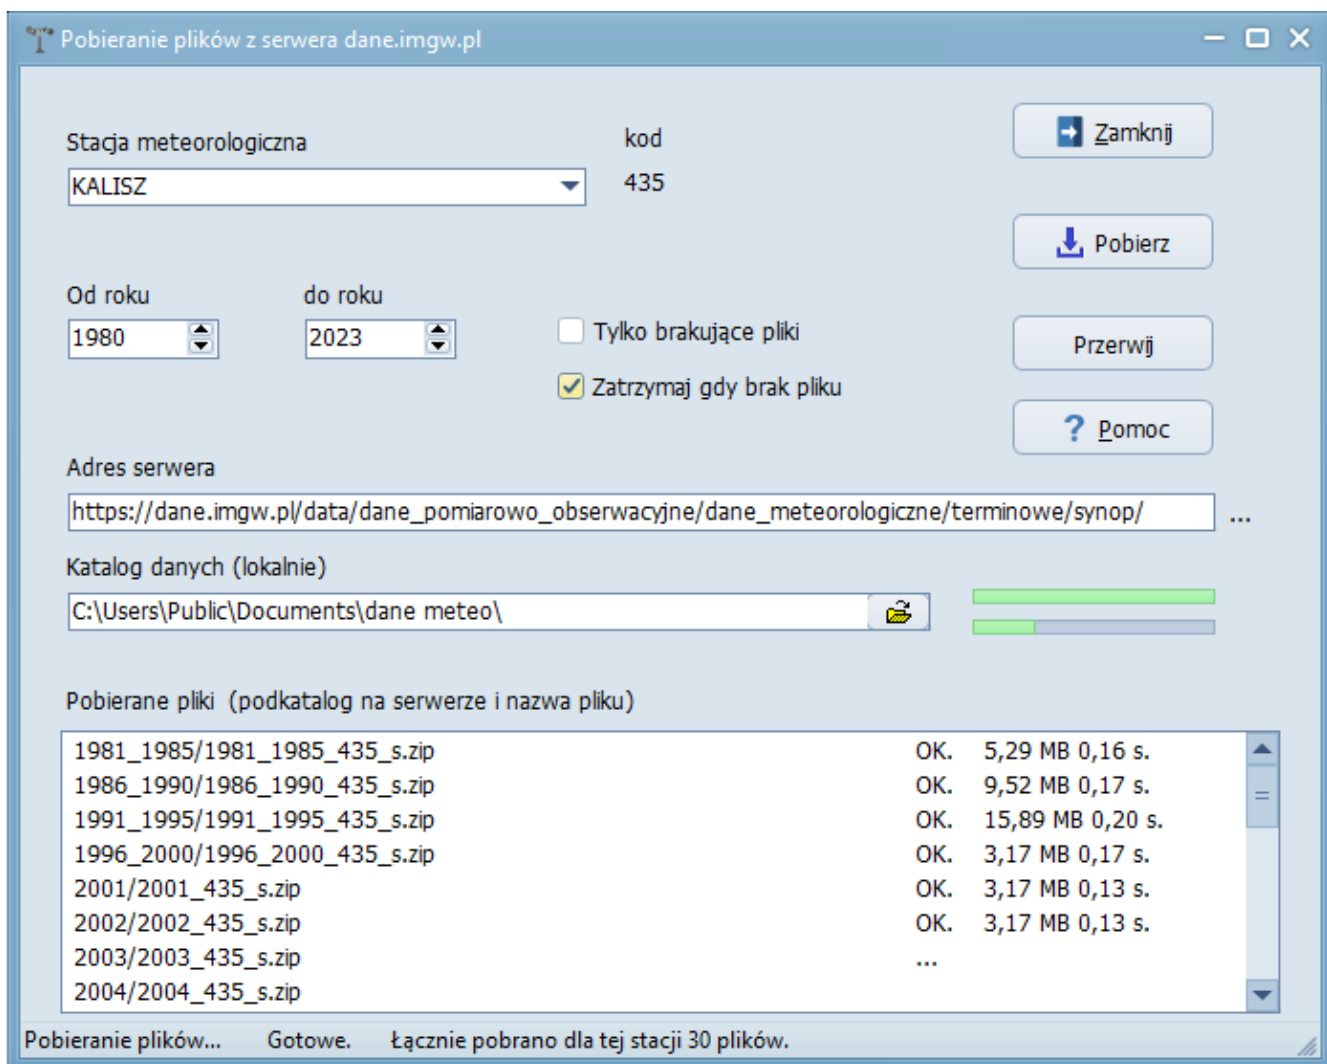 Pobieranie plików z serwera dane.imgw.pl
Stacja meteorologiczna kod
KALISZ 435
Zamknij
Pobierz
Od roku do roku
1980 2023
Tylko brakujące pliki
Zatrzymaj gdy brak pliku
Przerwij
? Pomoc
Adres serwera
https://dane.imgw.pl/data/dane_pomiarowo_obserwacyjne/dane_meteorologiczne/terminowe/synop/ ...
Katalog danych (lokalnie)
C:\Users\Public\Documents\dane meteo\
Pobierane pliki (podkatalog na serwerze i nazwa pliku)
1981_1985/1981_1985_435_s.zip OK. 5,29 MB 0,16 s.
1986_1990/1986_1990_435_s.zip OK. 9,52 MB 0,17 s.
1991_1995/1991_1995_435_s.zip OK. 15,89 MB 0,20 s.
1996_2000/1996_2000_435_s.zip OK. 3,17 MB 0,17 s.
2001/2001_435_s.zip OK. 3,17 MB 0,13 s.
2002/2002_435_s.zip OK. 3,17 MB 0,13 s.
2003/2003_435_s.zip ...
2004/2004_435_s.zip
Pobieranie plików... Gotowe. Łącznie pobrano dla tej stacji 30 plików.